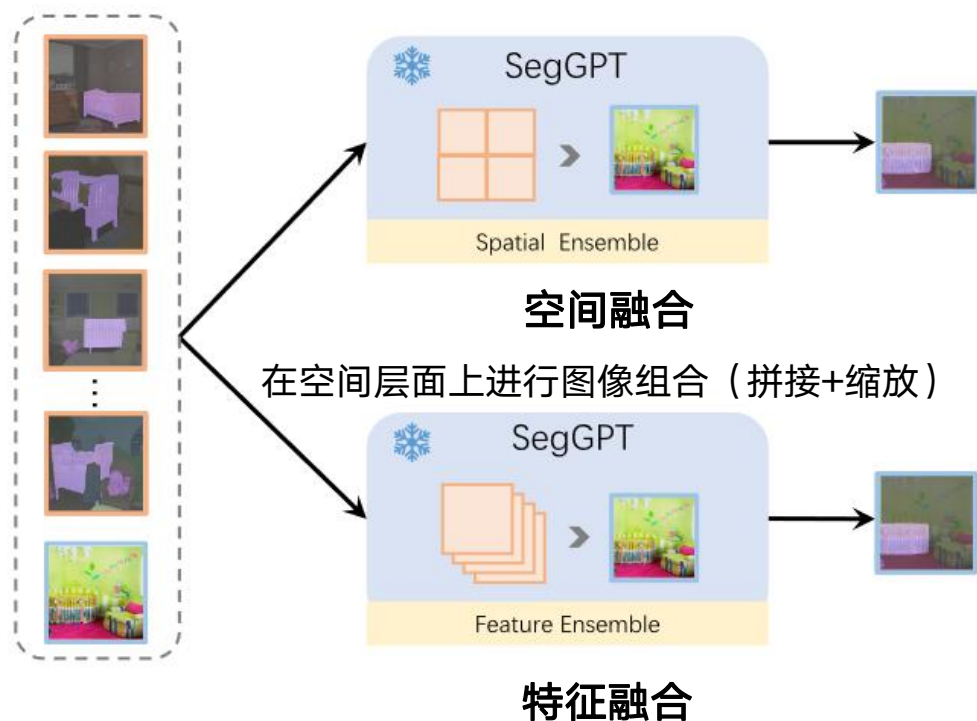 SegGPT
Spatial Ensemble
空间融合
在空间层面上进行图像组合（拼接+缩放）
SegGPT
Feature Ensemble
特征融合